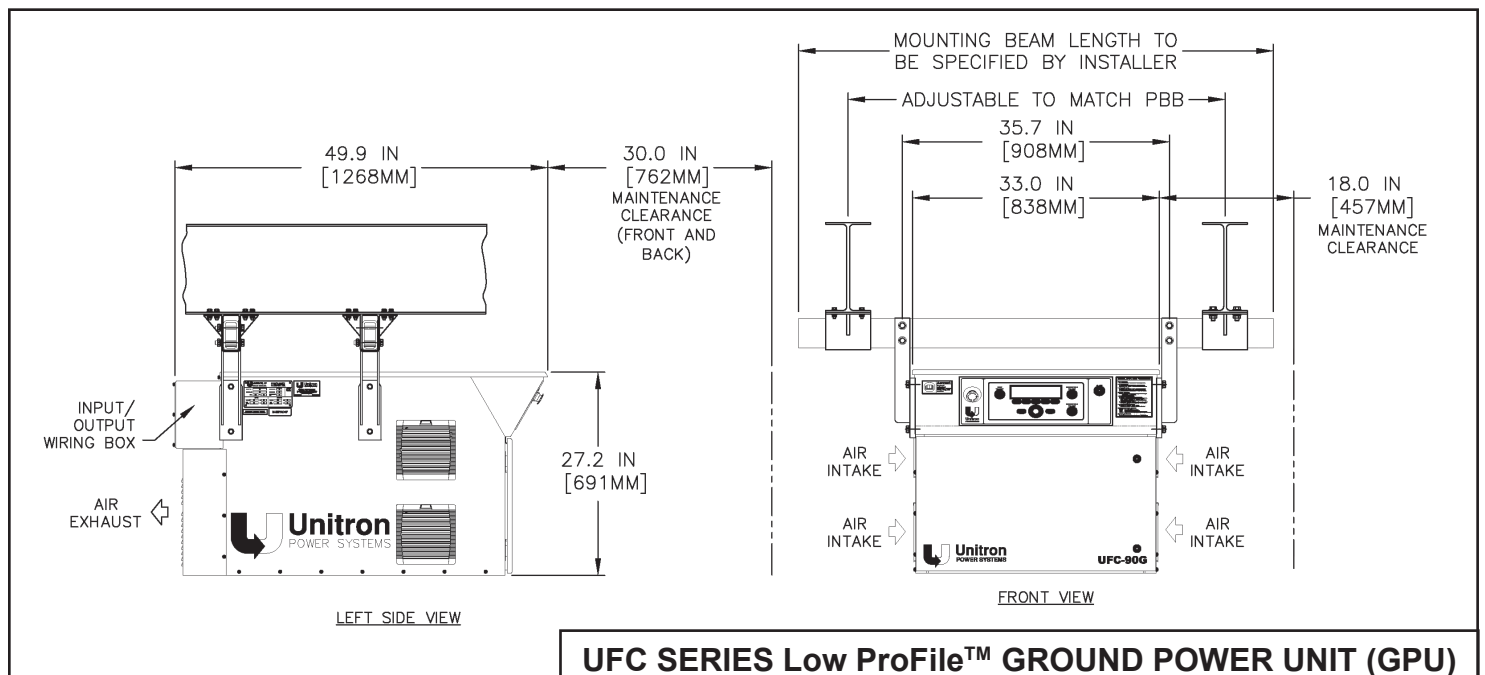 MOUNTING BEAM LENGTH TO
BE SPECIFIED BY INSTALLER
ADJUSTABLE TO MATCH PBB
35.7 IN
[908MM]
33.0 IN
[838MM]
18.0 IN
[457MM]
MAINTENANCE
CLEARANCE
49.9 IN
[1268MM]
30.0 IN
[762MM]
MAINTENANCE
CLEARANCE
(FRONT AND
BACK)
INPUT/
OUTPUT
WIRING BOX
AIR
EXHAUST
27.2 IN
[691MM]
Unitron
POWER SYSTEMS
LEFT SIDE VIEW
AIR
INTAKE
AIR
INTAKE
AIR
INTAKE
AIR
INTAKE
Unitron
POWER SYSTEMS
UFC-90G
FRONT VIEW
UFC SERIES Low ProFile™ GROUND POWER UNIT (GPU)